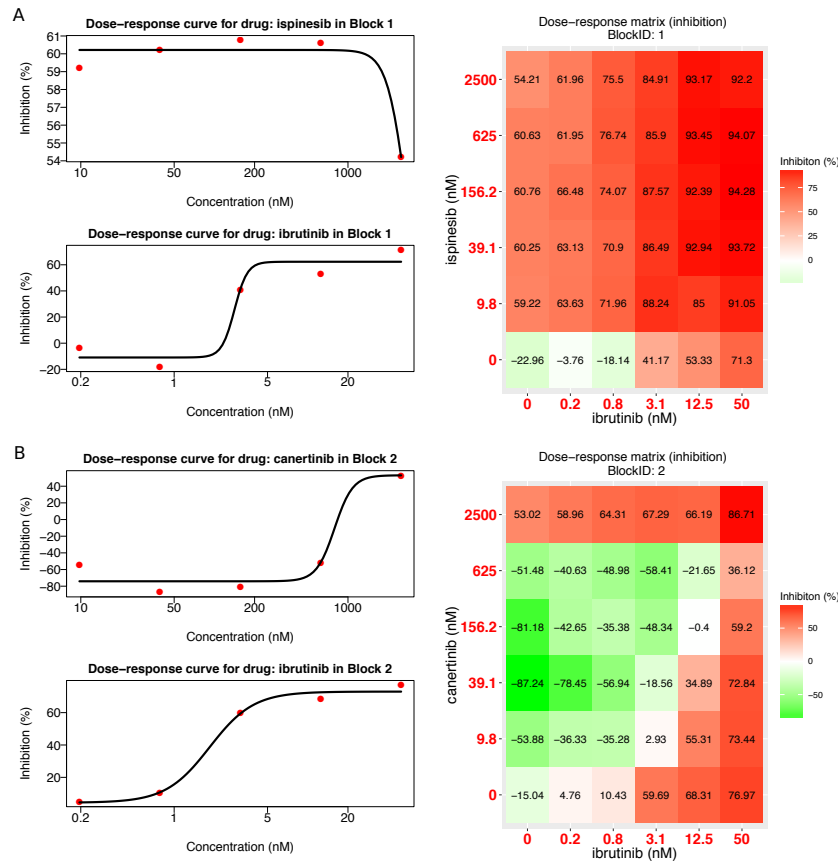 A
Dose−response curve for drug: ispinesib in Block 1
Inhibition (%)
61
60
59
58
57
56
55
54
10 50 200 1000
Concentration (nM)
Dose−response curve for drug: ibrutinib in Block 1
Inhibition (%)
60
40
20
0
−20
0.2 1 5 20
Concentration (nM)
Dose−response matrix (inhibition)
BlockID: 1
ispinesib (nM)
2500 54.21 61.96 75.5 84.91 93.17 92.2
625 60.63 61.95 76.74 85.9 93.45 94.07
156.2 60.76 66.48 74.07 87.57 92.39 94.28
39.1 60.25 63.13 70.9 86.49 92.94 93.72
9.8 59.22 63.63 71.96 88.24 85 91.05
0 −22.96 −3.76 −18.14 41.17 53.33 71.3
0 0.2 0.8 3.1 12.5 50
ibrutinib (nM)
Inhibiton (%)
50
25
0
B
Dose−response curve for drug: canertinib in Block 2
Inhibition (%)
40
20
0
−20
−40
−60
−80
10 50 200 1000
Concentration (nM)
Dose−response curve for drug: ibrutinib in Block 2
Inhibition (%)
60
40
20
0.2 1 5 20
Concentration (nM)
Dose−response matrix (inhibition)
BlockID: 2
canertinib (nM)
2500 53.02 58.96 64.31 67.29 66.19 86.71
625 −51.48 −40.63 −48.98 −58.41 −21.65 36.12
156.2 −81.18 −42.65 −35.38 −48.34 −0.4 59.2
39.1 −87.24 −78.45 −56.94 −18.56 34.89 72.84
9.8 −53.88 −36.33 −35.28 2.93 55.31 73.44
0 −15.04 4.76 10.43 59.69 68.31 76.97
0 0.2 0.8 3.1 12.5 50
ibrutinib (nM)
Inhibiton (%)
50
0
−50